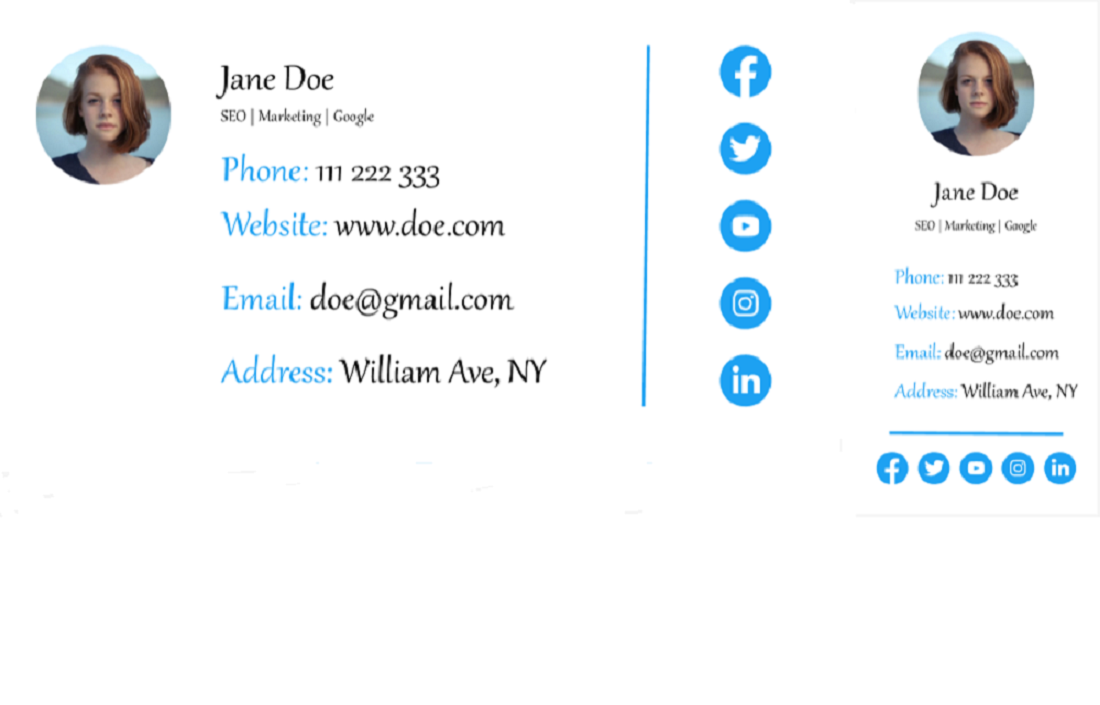 Jane Doe
SEO | Marketing | Google
Phone: 111 222 333
Website: www.doe.com
Email: doe@gmail.com
Address: William Ave, NY
in
Jane Doe
SEO | Marketing | Google
Phone: 111 222 333
Website: www.doe.com
Email: doe@gmail.com
Address: William Ave, NY
in